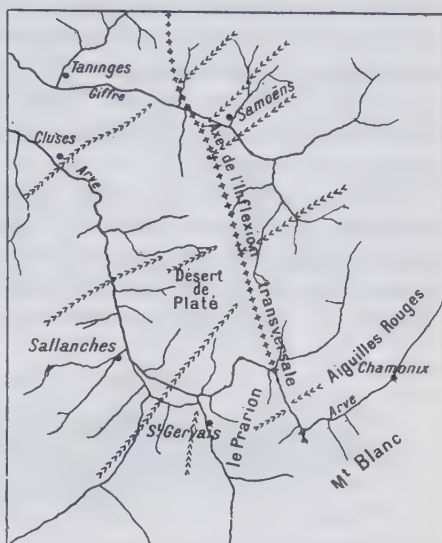 Taninges
Giffre
Samoëns
Cluses
Arve
Axe de l'Inflexion transversale
Désert
de
Platé
Sallanches
Aiguilles Rouges
Chamonix
Arve
St Gervais
le Prarion
Mt Blanc